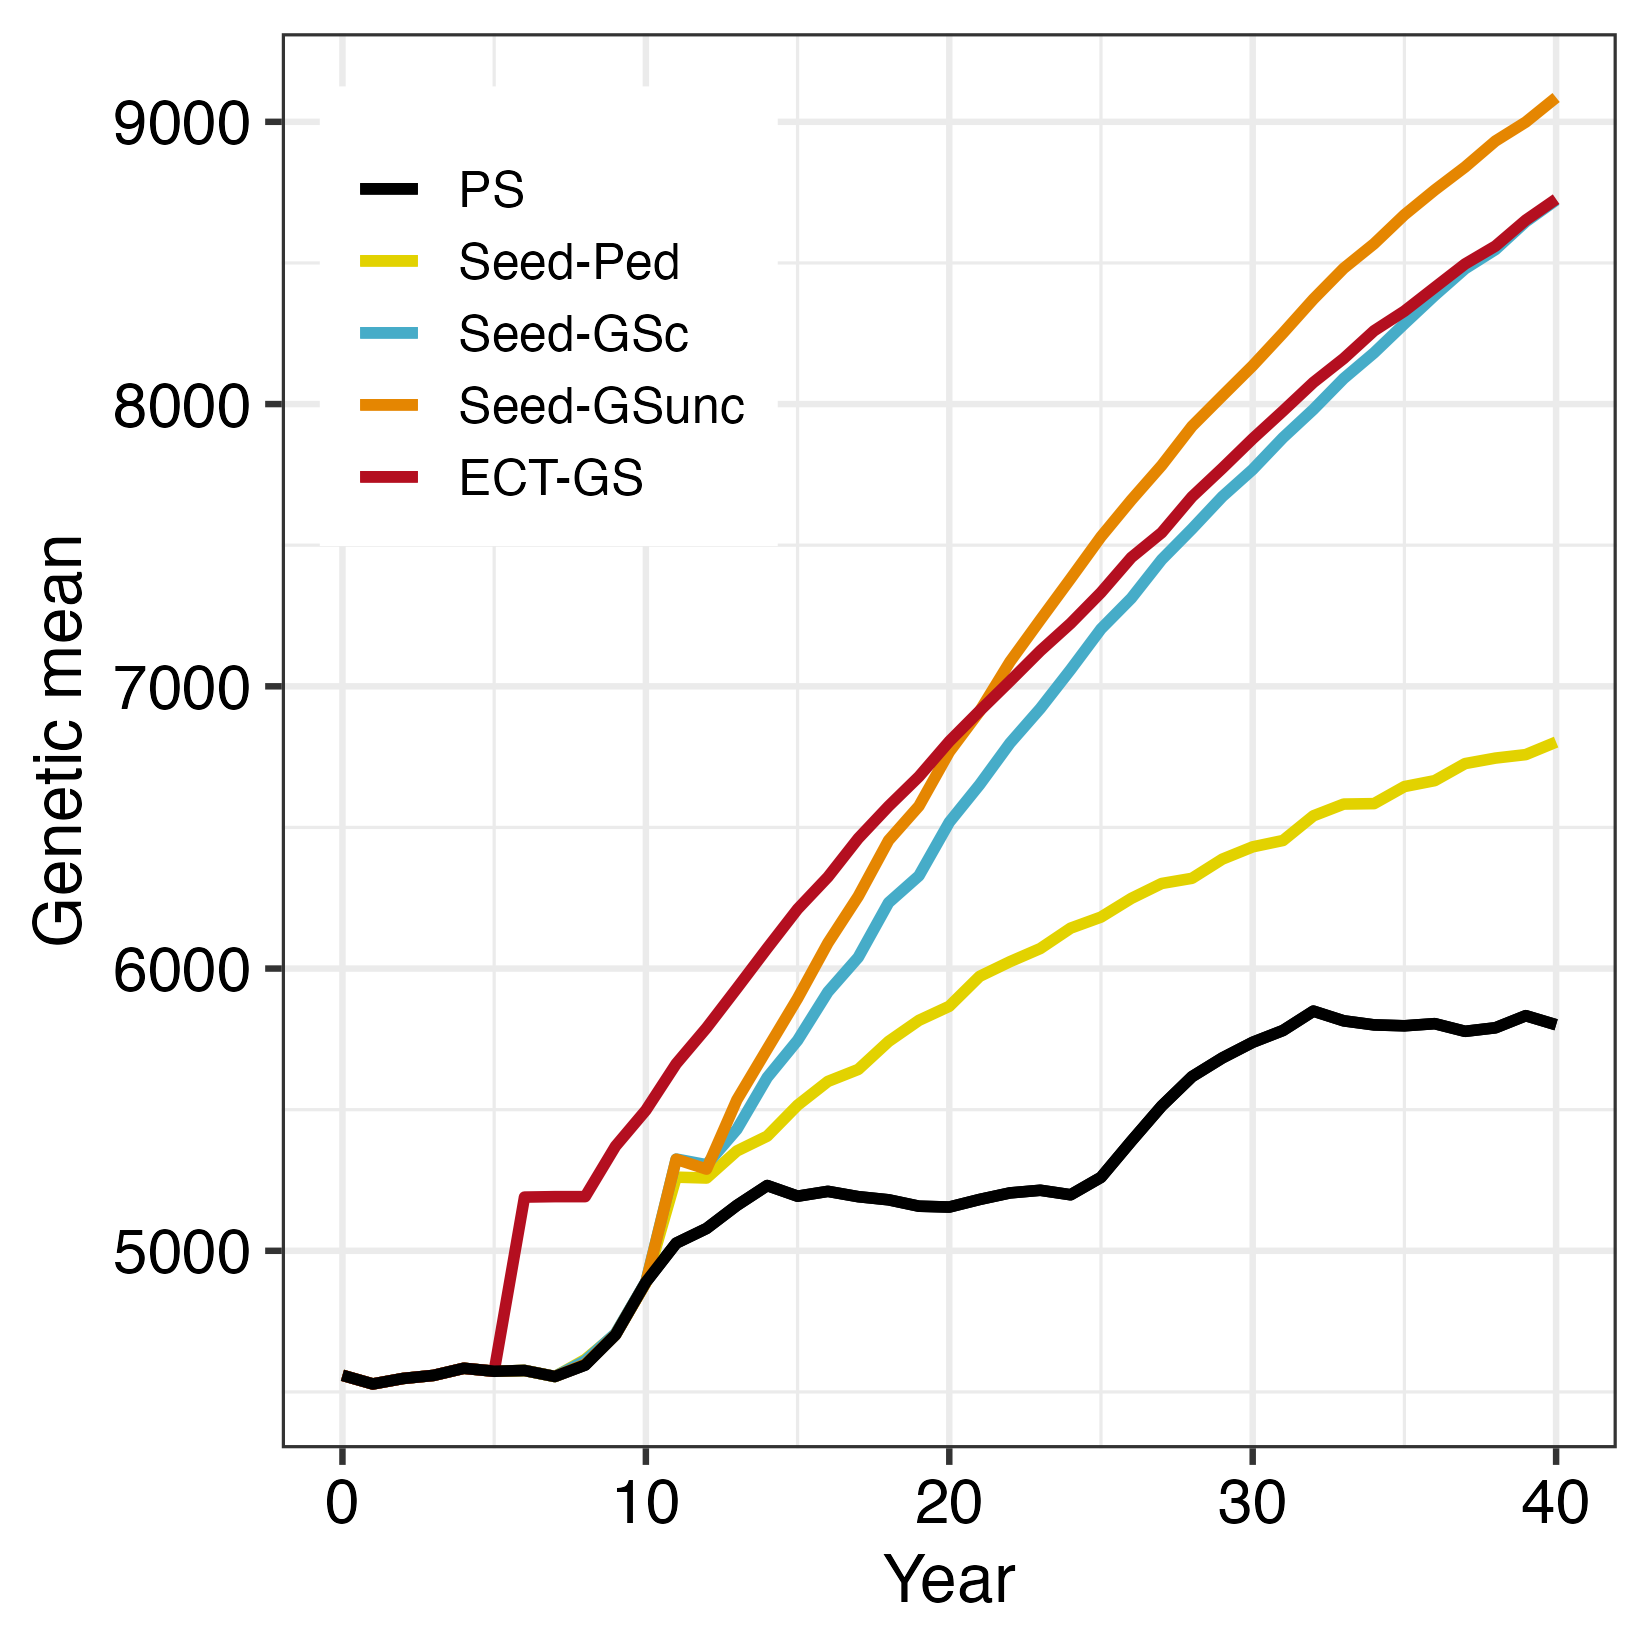 9000
8000
7000
6000
5000
Genetic mean
PS
Seed-Ped
Seed-GSc
Seed-GSunc
ECT-GS
0 10 20 30 40
Year